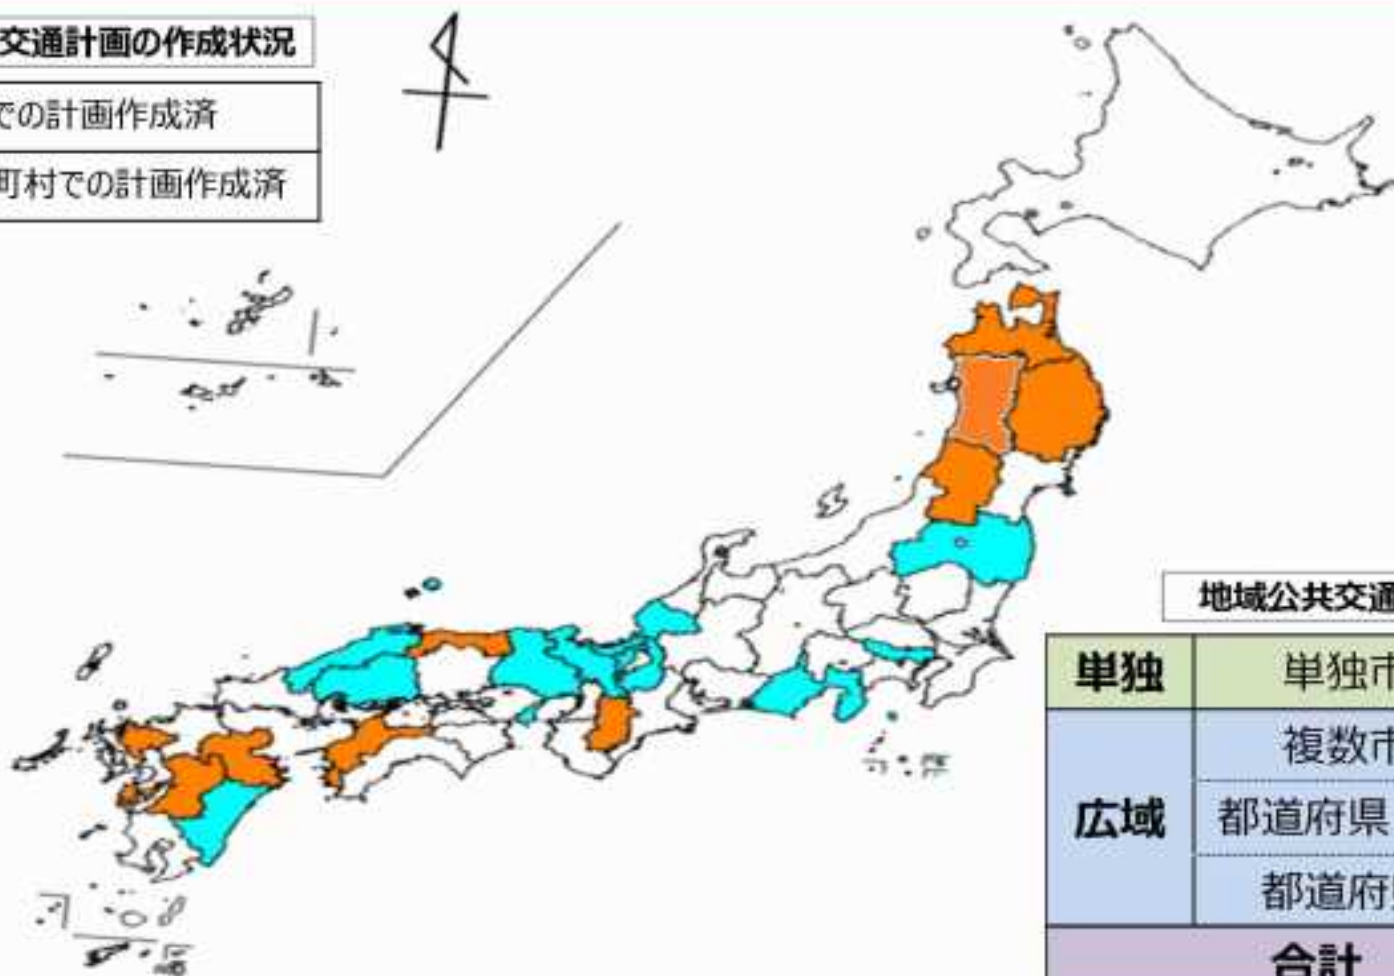 交通計画の作成状況
での計画作成済
町村での計画作成済
地域公共交通
単独
単独市
複数市
広域
都道府県
都道府県
合計